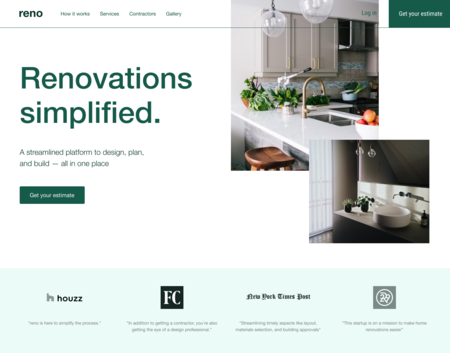 reno
How it works
Services
Contractors
Gallery
Log in
Get your estimate
Renovations
simplified.
A streamlined platform to design, plan,
and build — all in one place
Get your estimate
houzz
FC
New York Times Post
"reno is here to simplify the process."
"In addition to getting a contractor, you're also
getting the eye of a design professional."
"Streamlining timely aspects like layout,
materials selection, and building approvals"
"This startup is on a mission to make home
renovations easier"